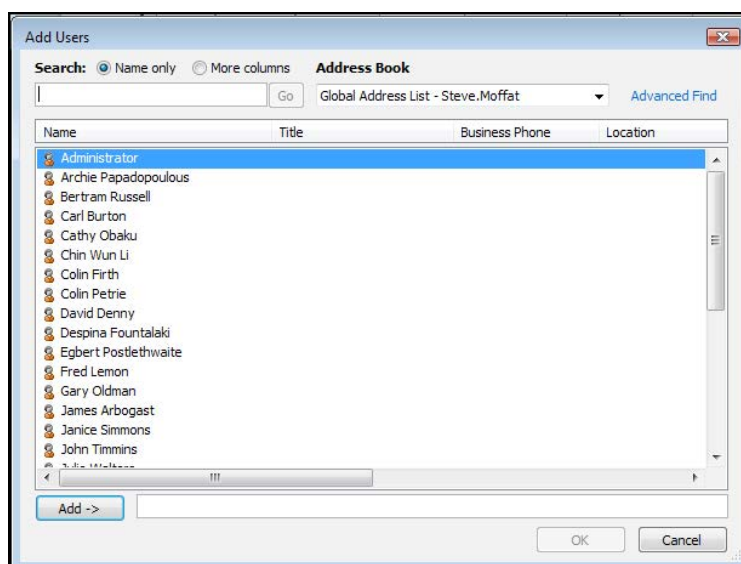 Add Users
Search: Name only More columns Address Book
Go Global Address List - Steve.Moffat Advanced Find
Name Title Business Phone Location
Administrator
Archie Papadopoulous
Bertram Russell
Carl Burton
Cathy Obaku
Chin Wun Li
Colin Firth
Colin Petrie
David Denny
Despina Fountalaki
Egbert Postlethwaite
Fred Lemon
Gary Oldman
James Arbogast
Janice Simmons
John Timmins
Add ->
OK Cancel